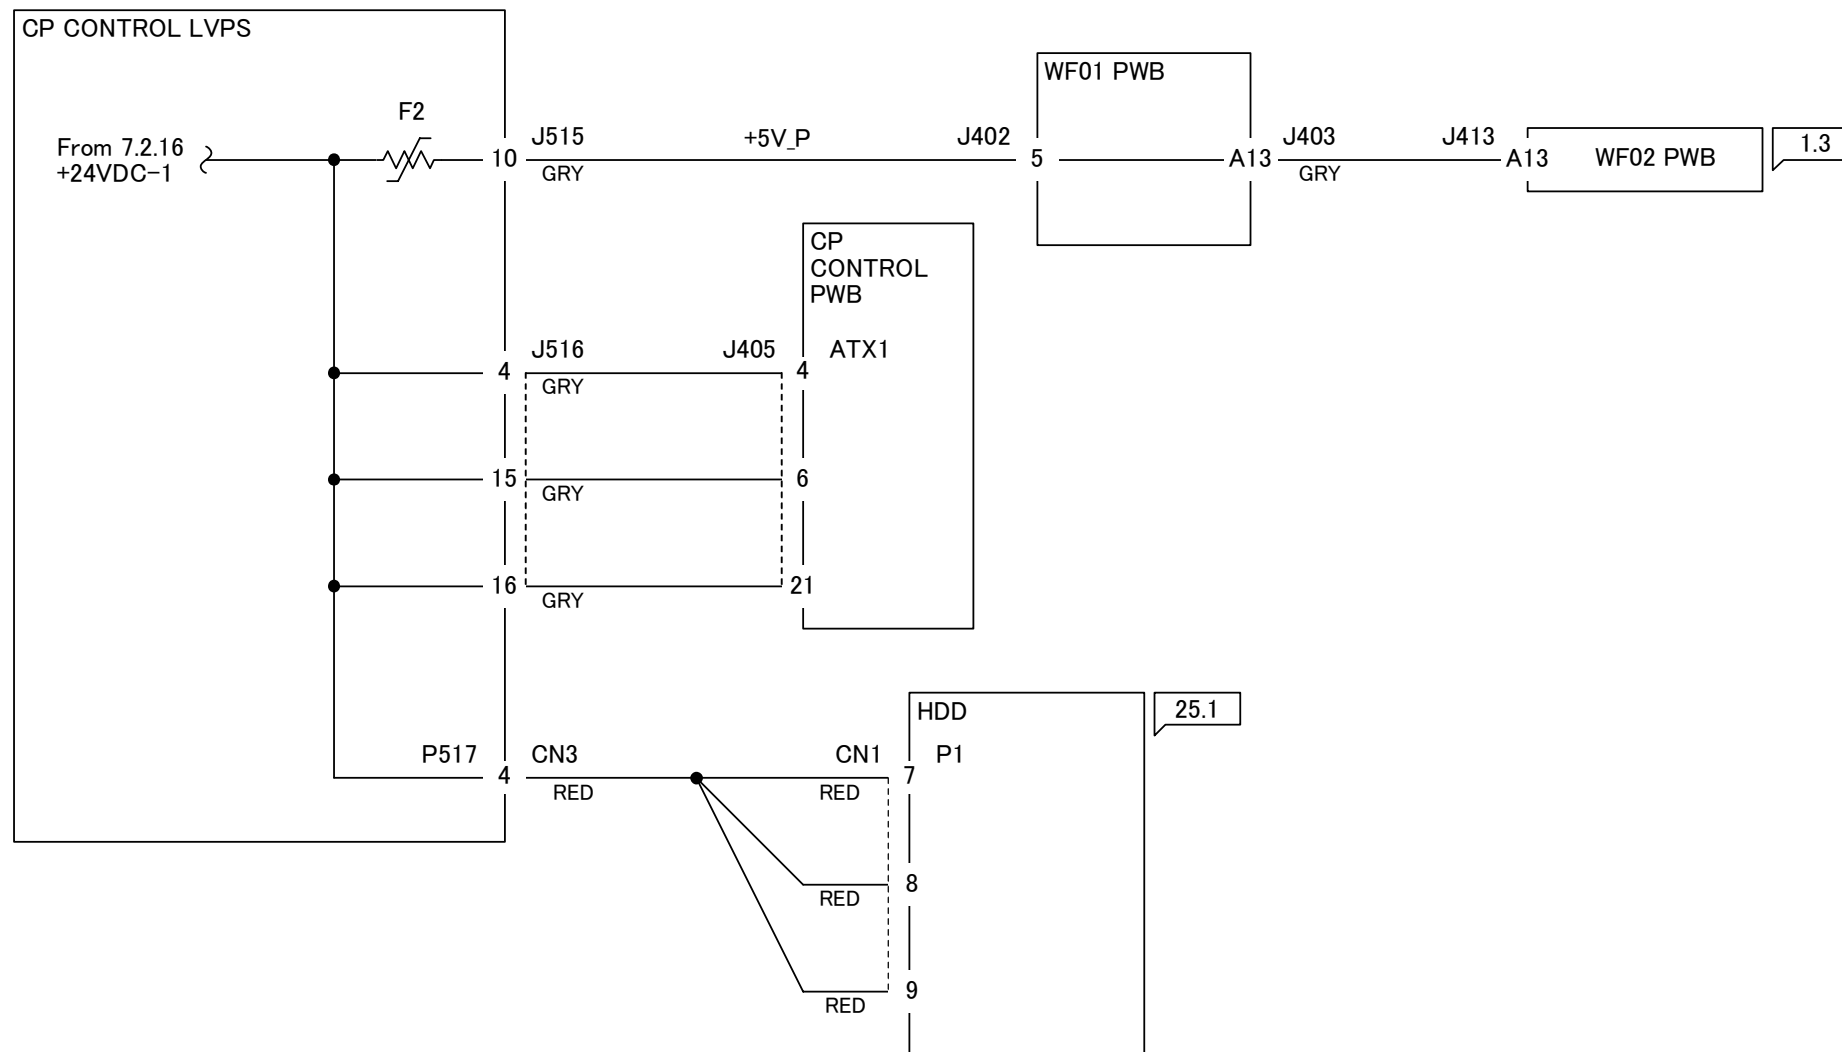 CP CONTROL LVPS
From 7.2.16
+24VDC-1
F2
10
J515
GRY
+5V_P
J402
5
WF01 PWB
A13
J403
GRY
J413
A13
WF02 PWB
1.3
4
J516
GRY
J405
4
CP
CONTROL
PWB
ATX1
15
GRY
6
16
GRY
21
P517
4
CN3
RED
CN1
RED
7
HDD
P1
25.1
RED
8
RED
9